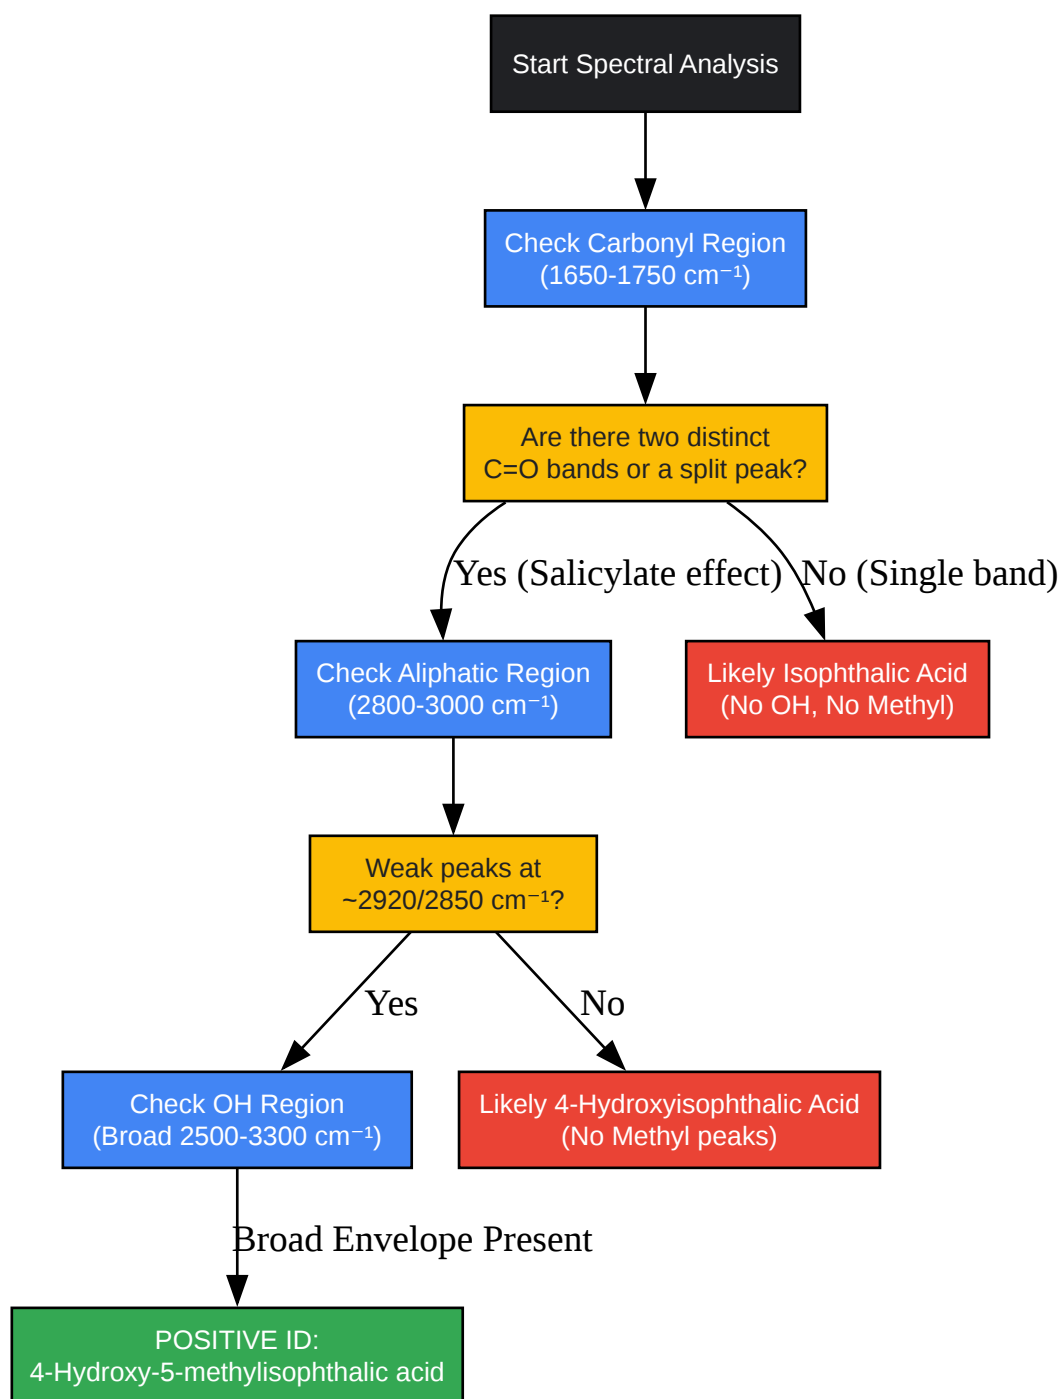 Start Spectral Analysis
Check Carbonyl Region
(1650-1750 cm⁻¹)
Are there two distinct
C=O bands or a split peak?
Yes (Salicylate effect)
No (Single band)
Check Aliphatic Region
(2800-3000 cm⁻¹)
Likely Isophthalic Acid
(No OH, No Methyl)
Weak peaks at
~2920/2850 cm⁻¹?
Yes
No
Check OH Region
(Broad 2500-3300 cm⁻¹)
Likely 4-Hydroxyisophthalic Acid
(No Methyl peaks)
Broad Envelope Present
POSITIVE ID:
4-Hydroxy-5-methylisophthalic acid